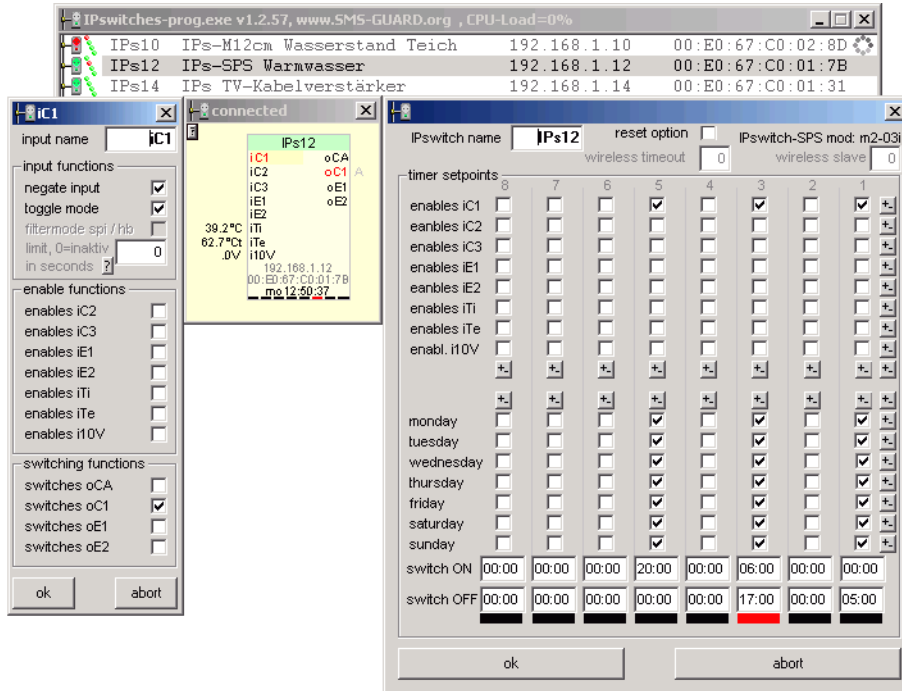 IPswitches-prog.exe v1.2.57, www.SMS-GUARD.org , CPU-Load=0%
IPs10 IPs-M12cm Wasserstand Teich 192.168.1.10 00:E0:67:C0:02:8D
IPs12 IPs-SPS Warmwasser 192.168.1.12 00:E0:67:C0:01:7B
IPs14 IPs TV-Kabelverstärker 192.168.1.14 00:E0:67:C0:01:31
iC1
input name iC1
input functions
negate input
toggle mode
filtermode spi / hb
limit, 0=inaktiv
in seconds ? 0
enable functions
enables iC2
enables iC3
enables iE1
enables iE2
enables iTi
enables iTe
enables i10V
switching functions
switches oCA
switches oC1
switches oE1
switches oE2
ok abort
connected
?
IPs12
iC1 oCA
iC2 oC1 A
iC3 oE1
iE1 oE2
iE2
39.2°C iTi
62.7°Ct iTe
.0V i10V
192.168.1.12
00:E0:67:C0:01:7B
mo 12:50:37
IPswitch name IPs12 reset option IPswitch-SPS mod: m2-03i
wireless timeout 0 wireless slave 0
timer setpoints
8 7 6 5 4 3 2 1
enables iC1 +-
eanbles iC2 +-
enables iC3 +-
enables iE1 +-
eanbles iE2 +-
enables iTi +-
enables iTe +-
enabl. i10V +-
+- +- +- +- +- +- +- +-
+- +- +- +- +- +- +- +- +-
monday +-
tuesday +-
wednesday +-
thursday +-
friday +-
saturday +-
sunday +-
switch ON 00:00 00:00 00:00 20:00 00:00 06:00 00:00 00:00
switch OFF 00:00 00:00 00:00 00:00 00:00 17:00 00:00 05:00
ok abort